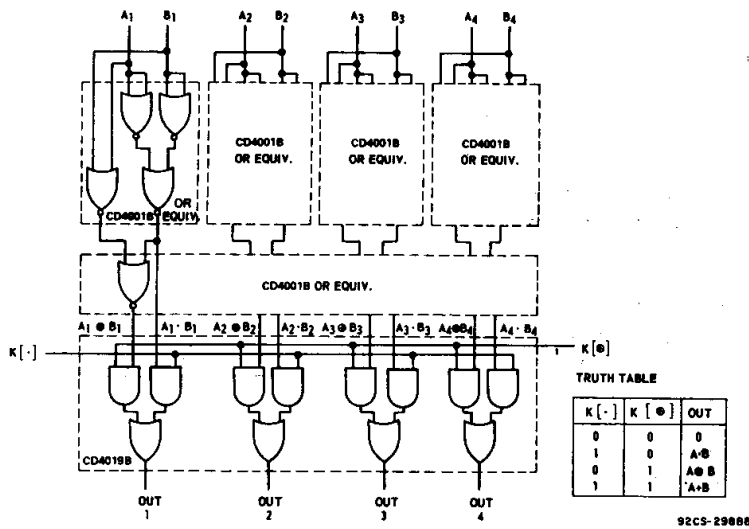 A1 B1 A2 B2 A3 B3 A4 B4
CD4001B
OR EQUIV.
CD4001B
OR EQUIV.
CD4001B
OR EQUIV.
OR
CD4001B EQUIV.
CD4001B OR EQUIV.
A1 ⊕ B1 A1 · B1 A2 ⊕ B2 A2 · B2 A3 ⊕ B3 A3 · B3 A4 ⊕ B4 A4 · B4
K [·]
K [⊕]
CD4019B
OUT
1
OUT
2
OUT
3
OUT
4
TRUTH TABLE
K [·] K [⊕] OUT
0 0 0
1 0 A·B
0 1 A⊕B
1 1 A+B
92CS-29888